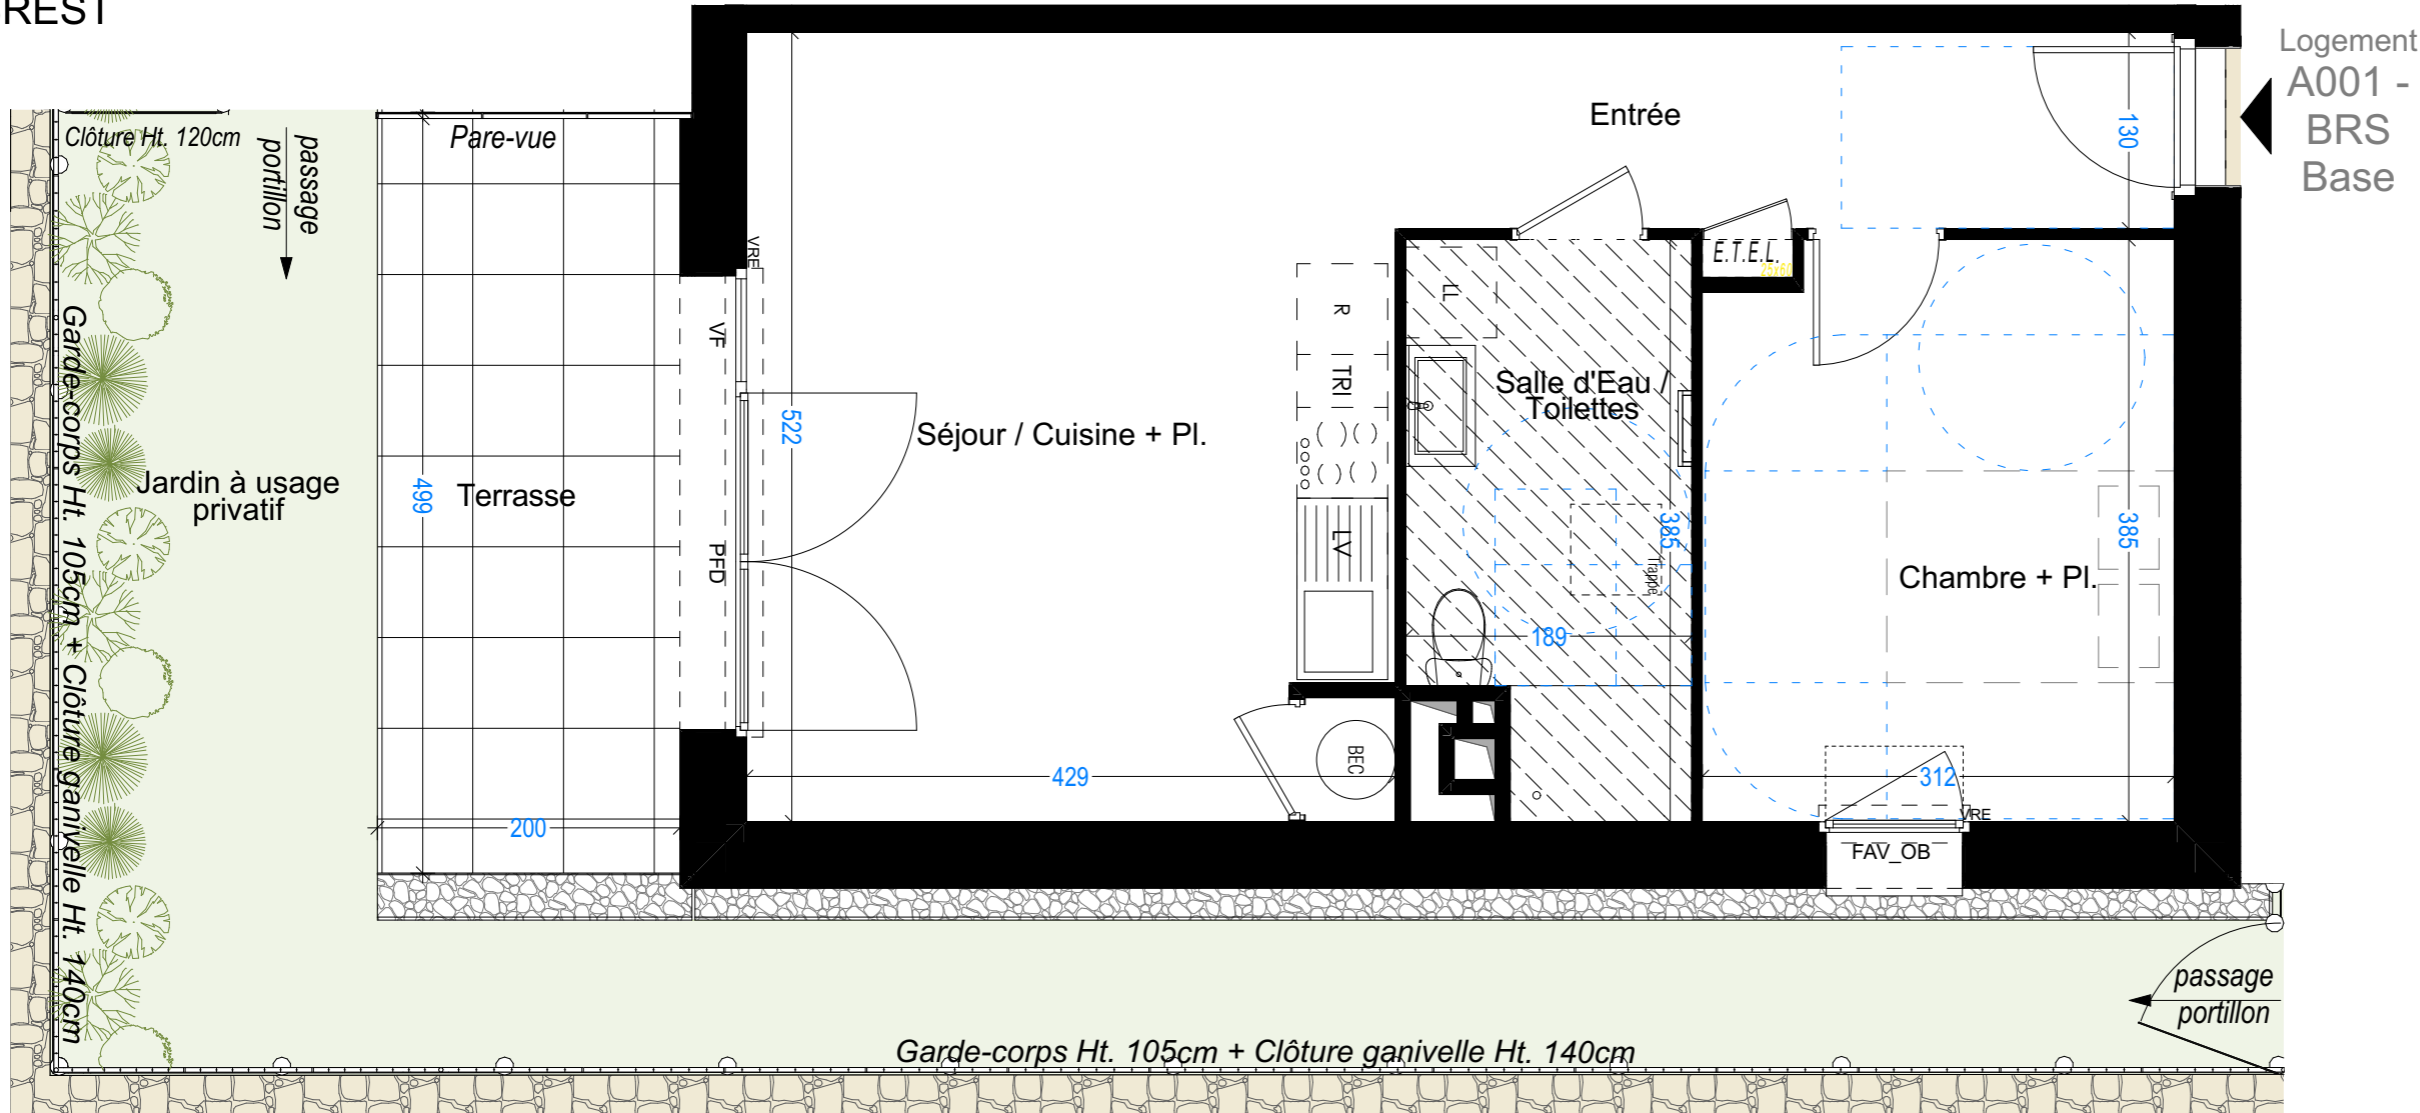 REST
Logement
A001 -
BRS
Base
Clôture Ht. 120cm
passage
portillon
Pare-vue
Entrée
130
VRE
VF
E.T.E.L.
25x60
LL
R
TRI
Salle d'Eau /
Toilettes
522
Séjour / Cuisine + Pl.
Jardin à usage
privatif
499
Terrasse
PFD
LV
385
Trappe
385
Chambre + Pl.
189
Garde-corps Ht. 105cm + Clôture ganivelle Ht. 140cm
429
BEC
312
VRE
200
FAV_OB
passage
portillon
Garde-corps Ht. 105cm + Clôture ganivelle Ht. 140cm